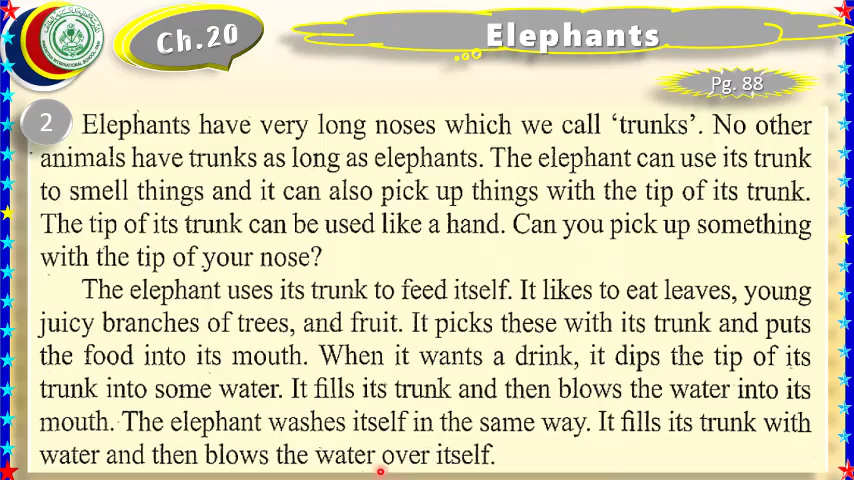 Ch.20
Elephants
Pg. 88
2
Elephants have very long noses which we call ‘trunks’. No other
animals have trunks as long as elephants. The elephant can use its trunk
to smell things and it can also pick up things with the tip of its trunk.
The tip of its trunk can be used like a hand. Can you pick up something
with the tip of your nose?
The elephant uses its trunk to feed itself. It likes to eat leaves, young
juicy branches of trees, and fruit. It picks these with its trunk and puts
the food into its mouth. When it wants a drink, it dips the tip of its
trunk into some water. It fills its trunk and then blows the water into its
mouth. The elephant washes itself in the same way. It fills its trunk with
water and then blows the water over itself.